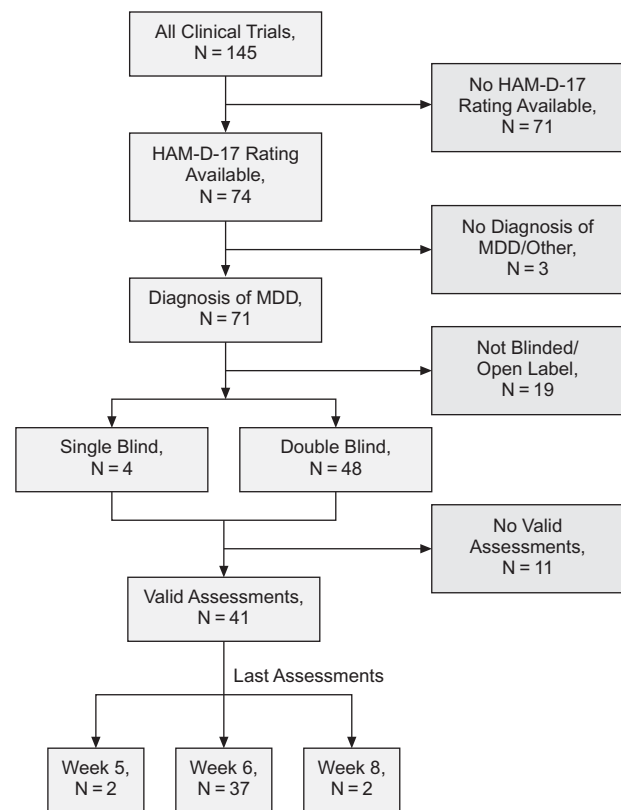 All Clinical Trials,
N = 145
No HAM-D-17
Rating Available,
N = 71
HAM-D-17 Rating
Available,
N = 74
No Diagnosis of
MDD/Other,
N = 3
Diagnosis of MDD,
N = 71
Not Blinded/
Open Label,
N = 19
Single Blind,
N = 4
Double Blind,
N = 48
No Valid
Assessments,
N = 11
Valid Assessments,
N = 41
Last Assessments
Week 5,
N = 2
Week 6,
N = 37
Week 8,
N = 2